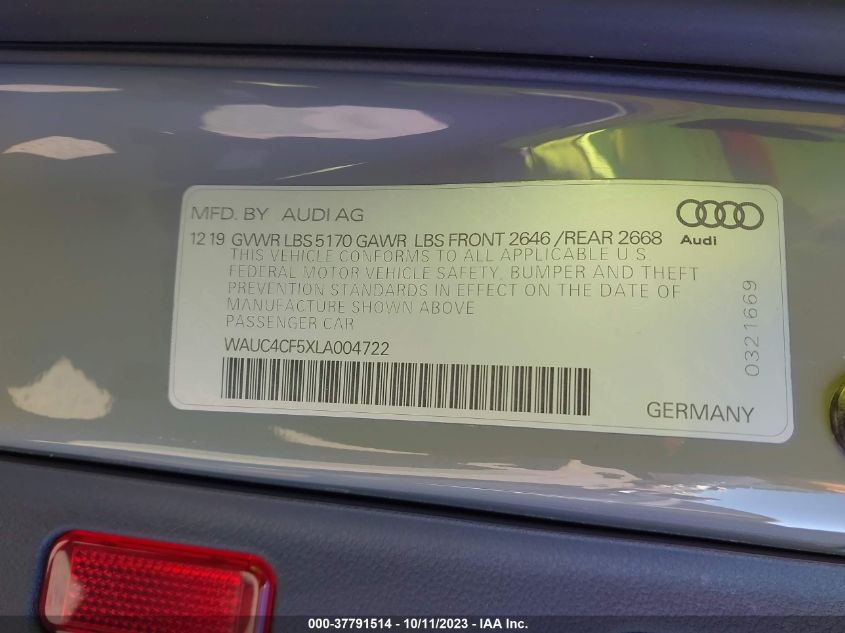 MFD. BY AUDI AG
12 19 GVWR LBS 5170 GAWR LBS FRONT 2646 /REAR 2668
Audi
THIS VEHICLE CONFORMS TO ALL APPLICABLE U.S.
FEDERAL MOTOR VEHICLE SAFETY, BUMPER AND THEFT
PREVENTION STANDARDS IN EFFECT ON THE DATE OF
MANUFACTURE SHOWN ABOVE
PASSENGER CAR
WAUC4CF5XLA004722
0321669
GERMANY
000-37791514 - 10/11/2023 - IAA Inc.